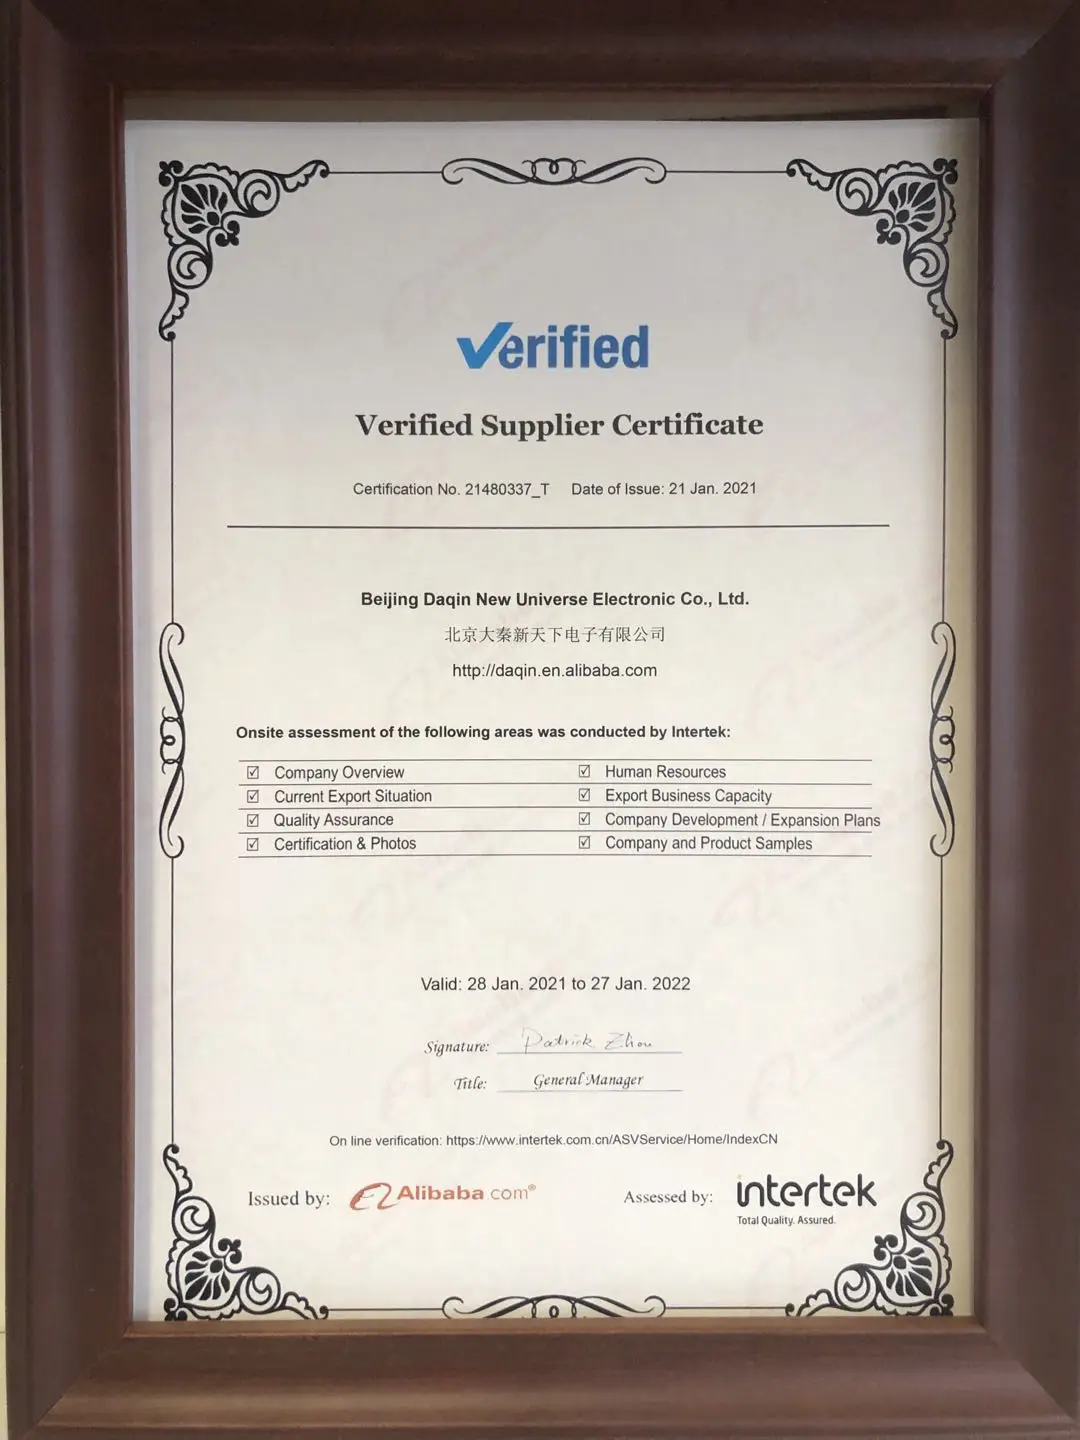 Verified
Verified Supplier Certificate
Certification No. 21480337_T Date of Issue: 21 Jan. 2021
Beijing Daqin New Universe Electronic Co., Ltd.
北京大秦新天下电子有限公司
http://daqin.en.alibaba.com
Onsite assessment of the following areas was conducted by Intertek:
☑ Company Overview ☑ Human Resources
☑ Current Export Situation ☑ Export Business Capacity
☑ Quality Assurance ☑ Company Development / Expansion Plans
☑ Certification & Photos ☑ Company and Product Samples
Valid: 28 Jan. 2021 to 27 Jan. 2022
Signature: Patrick Zhou
Title: General Manager
On line verification: https://www.intertek.com.cn/ASVService/Home/IndexCN
Issued by: Alibaba.com® Assessed by: intertek
Total Quality. Assured.